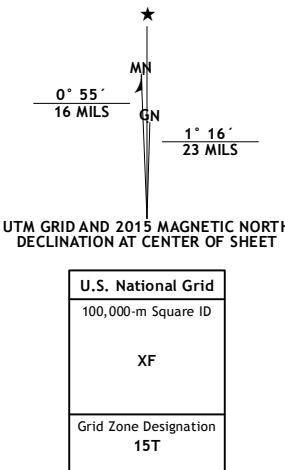 ★
MN
0° 55´
16 MILS
GN
1° 16´
23 MILS
UTM GRID AND 2015 MAGNETIC NORTH
DECLINATION AT CENTER OF SHEET
U.S. National Grid
100,000-m Square ID
XF
Grid Zone Designation
15T